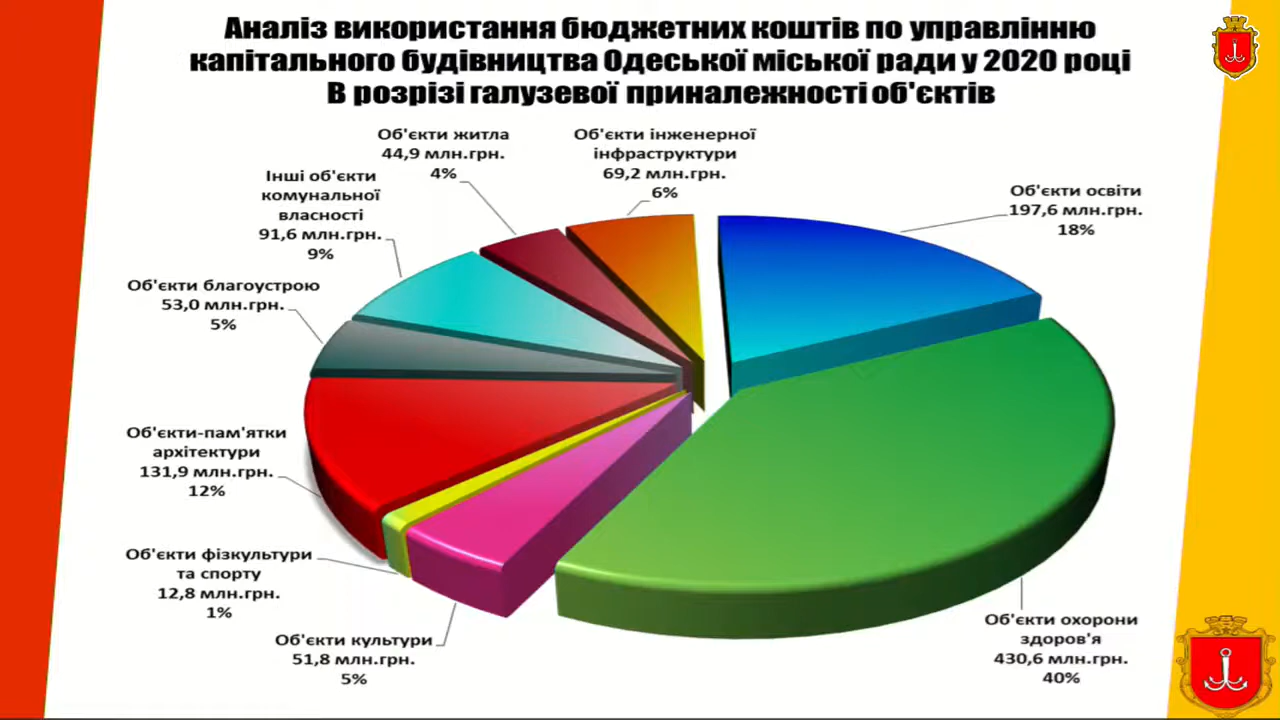 Аналіз використання бюджетних коштів по управлінню
капітального будівництва Одеської міської ради у 2020 році
В розрізі галузевої приналежності об'єктів
Об'єкти житла
44,9 млн.грн.
4%
Об'єкти інженерної
інфраструктури
69,2 млн.грн.
6%
Інші об'єкти
комунальної
власності
91,6 млн.грн.
9%
Об'єкти освіти
197,6 млн.грн.
18%
Об'єкти благоустрою
53,0 млн.грн.
5%
Об'єкти-пам'ятки
архітектури
131,9 млн.грн.
12%
Об'єкти фізкультури
та спорту
12,8 млн.грн.
1%
Об'єкти культури
51,8 млн.грн.
5%
Об'єкти охорони
здоров'я
430,6 млн.грн.
40%